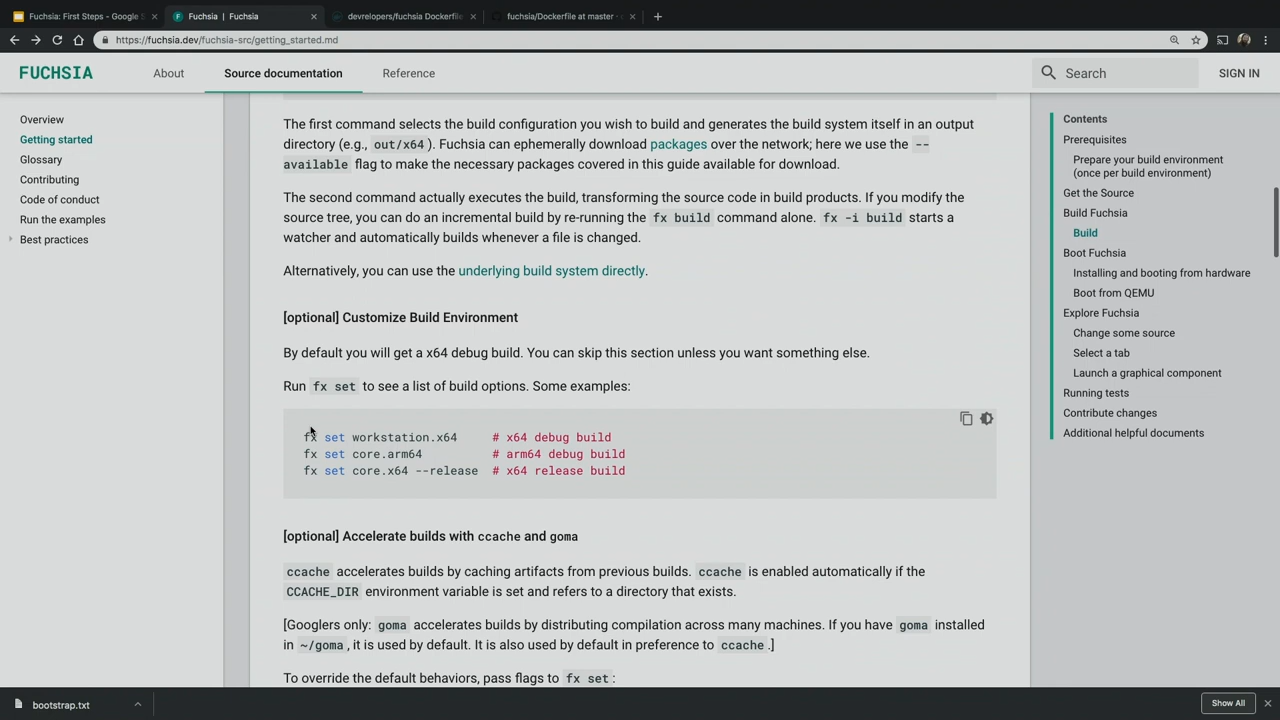 Fuchsia: First Steps - Google S
Fuchsia | Fuchsia
devrelopers/fuchsia Dockerfile
fuchsia/Dockerfile at master · d
https://fuchsia.dev/fuchsia-src/getting_started.md
FUCHSIA
About
Source documentation
Reference
Search
SIGN IN
Overview
Getting started
Glossary
Contributing
Code of conduct
Run the examples
Best practices
The first command selects the build configuration you wish to build and generates the build system itself in an output
directory (e.g., out/x64 ). Fuchsia can ephemerally download packages over the network; here we use the --
available flag to make the necessary packages covered in this guide available for download.
The second command actually executes the build, transforming the source code in build products. If you modify the
source tree, you can do an incremental build by re-running the fx build command alone. fx -i build starts a
watcher and automatically builds whenever a file is changed.
Alternatively, you can use the underlying build system directly.
[optional] Customize Build Environment
By default you will get a x64 debug build. You can skip this section unless you want something else.
Run fx set to see a list of build options. Some examples:
fx set workstation.x64 # x64 debug build
fx set core.arm64 # arm64 debug build
fx set core.x64 --release # x64 release build
[optional] Accelerate builds with ccache and goma
ccache accelerates builds by caching artifacts from previous builds. ccache is enabled automatically if the
CCACHE_DIR environment variable is set and refers to a directory that exists.
[Googlers only: goma accelerates builds by distributing compilation across many machines. If you have goma installed
in ~/goma , it is used by default. It is also used by default in preference to ccache .]
To override the default behaviors, pass flags to fx set :
Contents
Prerequisites
Prepare your build environment
(once per build environment)
Get the Source
Build Fuchsia
Build
Boot Fuchsia
Installing and booting from hardware
Boot from QEMU
Explore Fuchsia
Change some source
Select a tab
Launch a graphical component
Running tests
Contribute changes
Additional helpful documents
bootstrap.txt
Show All